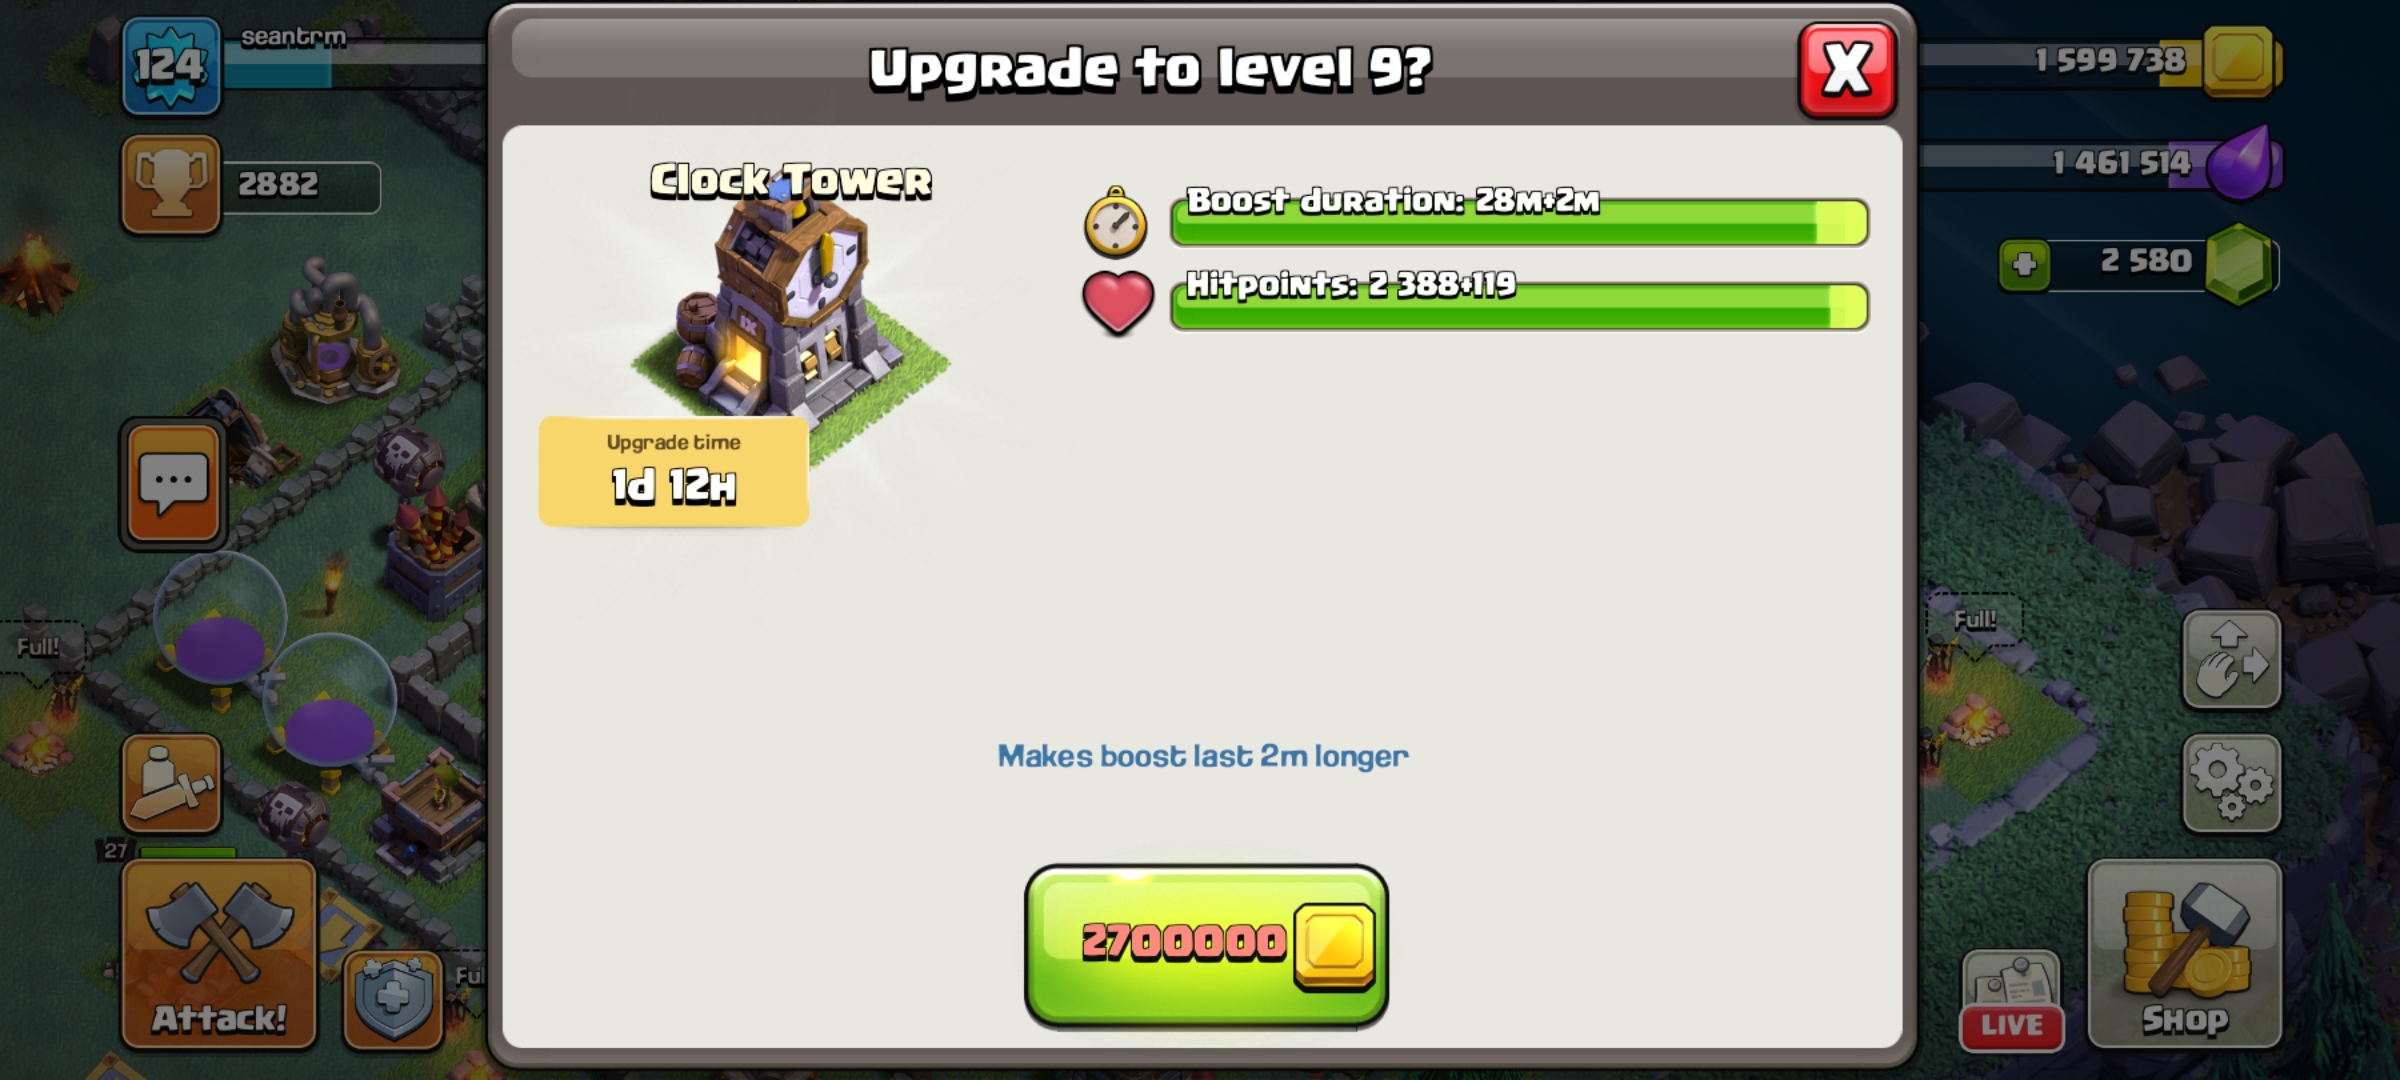 124
seantrm
Upgrade to level 9?
X
1 599 738
2882
Clock Tower
Boost duration: 28m+2m
1 461 514
Hitpoints: 2 388+119
2 580
IX
Upgrade time
1d 12h
Full!
Full!
Makes boost last 2m longer
27
2700000
Attack!
LIVE
Shop